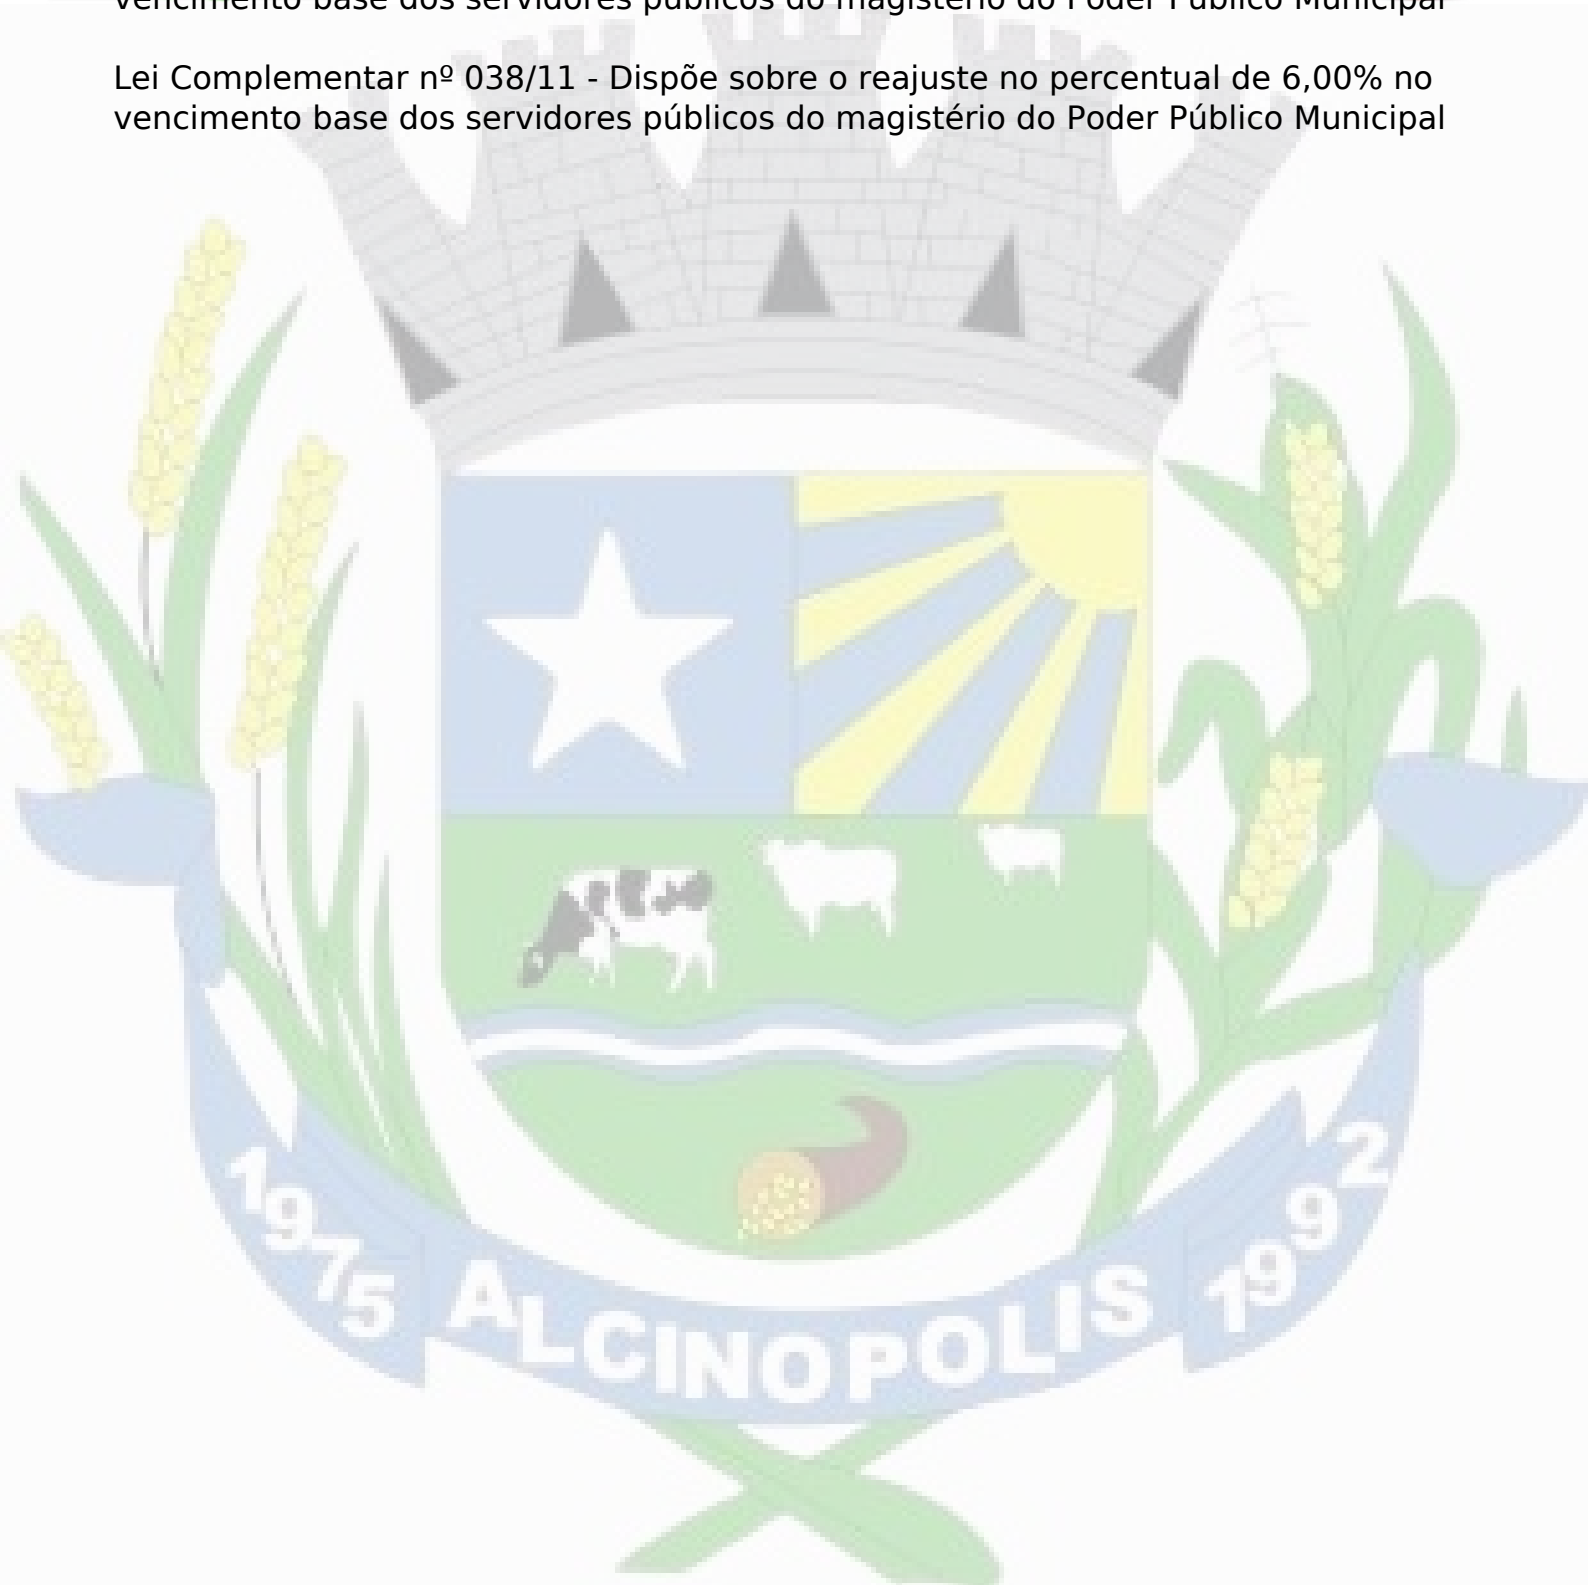 vencimento base dos servidores públicos do magistério do Poder Público Municipal
Lei Complementar nº 038/11 - Dispõe sobre o reajuste no percentual de 6,00% no
vencimento base dos servidores públicos do magistério do Poder Público Municipal
1975 ALCINOPOLIS 1992